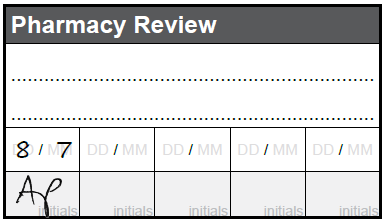 Pharmacy Review
................................................................................
................................................................................
8 / 7 DD / MM DD / MM DD / MM DD / MM
AP initials initials initials initials initials